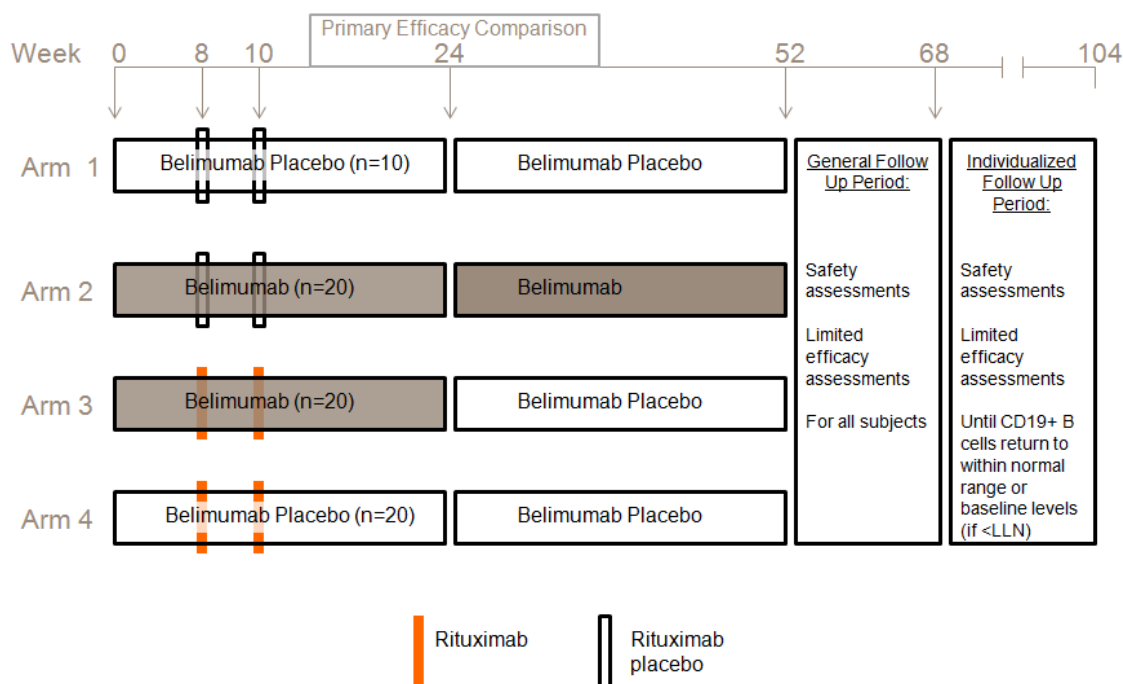 Primary Efficacy Comparison
Week 0 8 10 24 52 68 104
Arm 1
Belimumab Placebo (n=10)
Belimumab Placebo
Arm 2
Belimumab (n=20)
Belimumab
Arm 3
Belimumab (n=20)
Belimumab Placebo
Arm 4
Belimumab Placebo (n=20)
Belimumab Placebo
General Follow
Up Period:
Safety
assessments
Limited
efficacy
assessments
For all subjects
Individualized
Follow Up
Period:
Safety
assessments
Limited
efficacy
assessments
Until CD19+ B
cells return to
within normal
range or
baseline levels
(if <LLN)
Rituximab
Rituximab
placebo